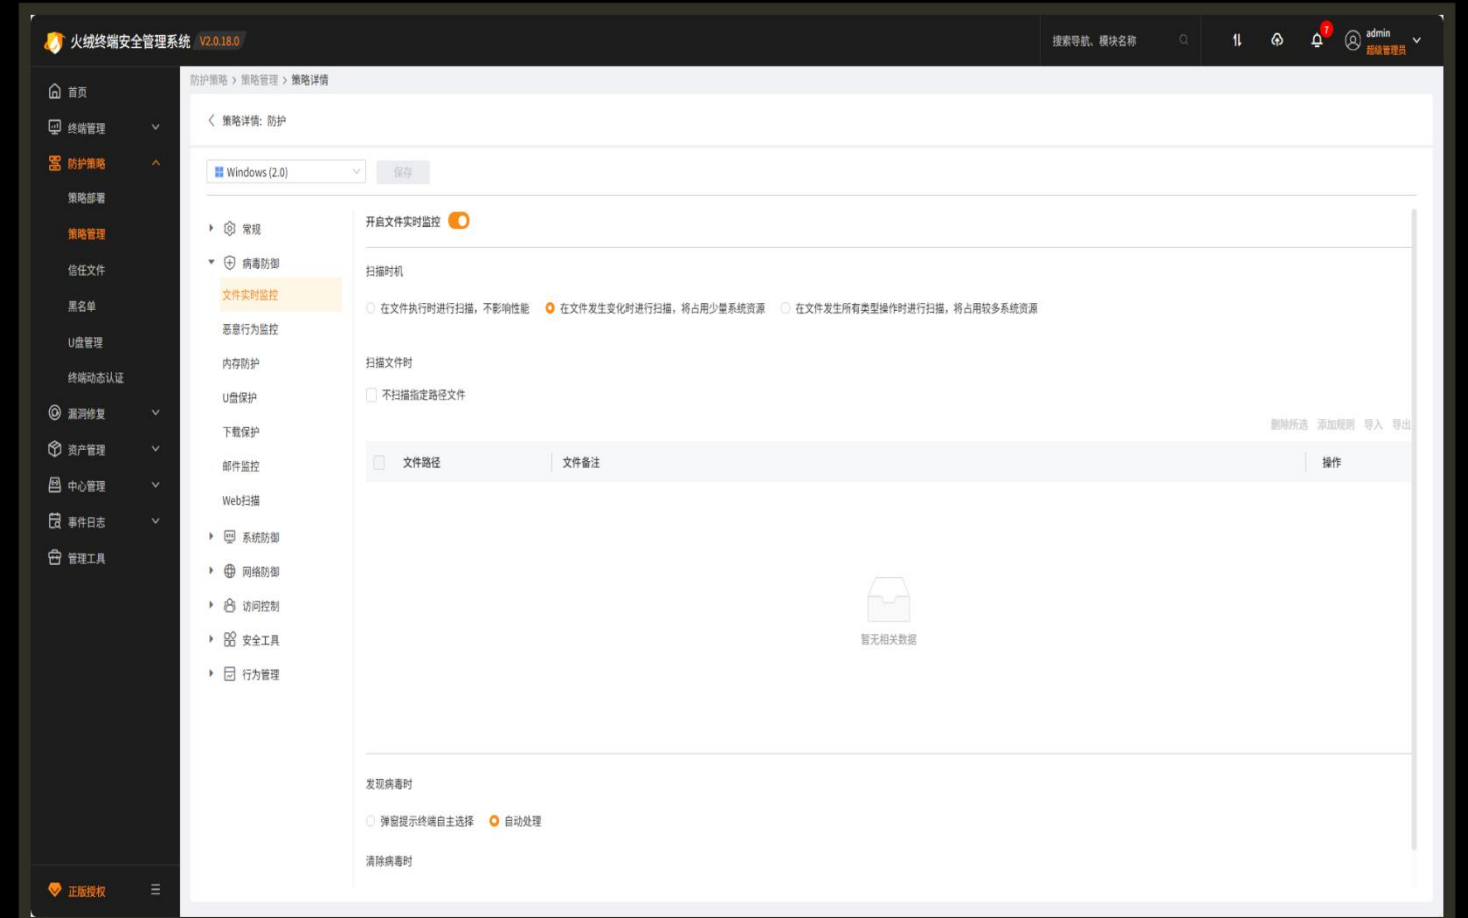 火绒终端安全管理系统 V2.0.18.0
搜索导航、模块名称
7
admin
超级管理员
首页
终端管理
防护策略
策略部署
策略管理
信任文件
黑名单
U盘管理
终端动态认证
漏洞修复
资产管理
中心管理
事件日志
管理工具
正版授权
防护策略 > 策略管理 > 策略详情
策略详情: 防护
Windows (2.0)
保存
常规
病毒防御
文件实时监控
恶意行为监控
内存防护
U盘保护
下载保护
邮件监控
Web扫描
系统防御
网络防御
访问控制
安全工具
行为管理
开启文件实时监控
扫描时机
在文件执行时进行扫描，不影响性能 在文件发生变化时进行扫描，将占用少量系统资源 在文件发生所有类型操作时进行扫描，将占用较多系统资源
扫描文件时
不扫描指定路径文件
删除所选 添加规则 导入 导出
文件路径 文件备注 操作
暂无相关数据
发现病毒时
弹窗提示终端自主选择 自动处理
清除病毒时